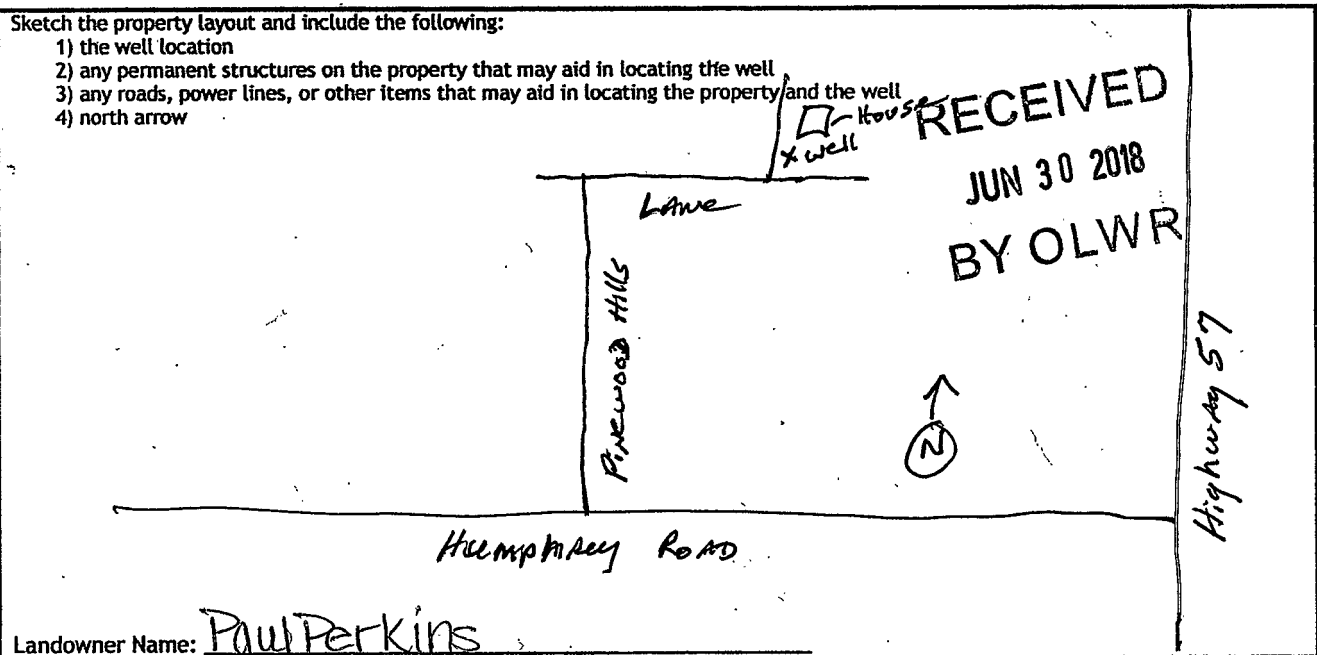 Sketch the property layout and include the following:
1) the well location
2) any permanent structures on the property that may aid in locating the well
3) any roads, power lines, or other items that may aid in locating the property and the well
4) north arrow
House
X well
RECEIVED
JUN 30 2018
BY OLWR
LANE
Pinewood Hills
N
Highway 57
Humphrey ROAD
Landowner Name: Paul Perkins